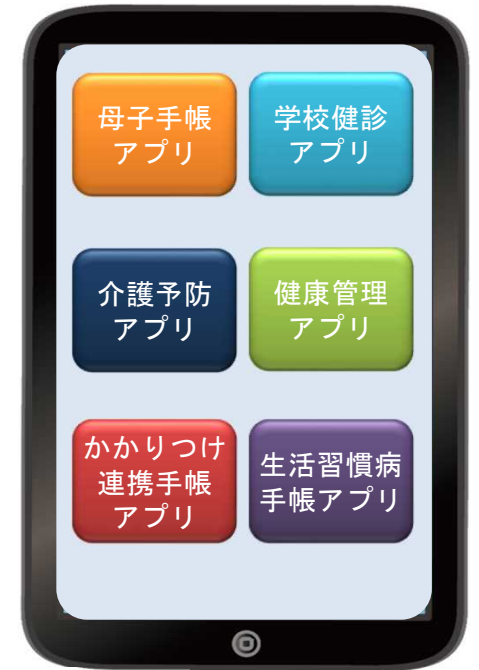 母子手帳
アプリ
学校健診
アプリ
介護予防
アプリ
健康管理
アプリ
かかりつけ
連携手帳
アプリ
生活習慣病
手帳アプリ